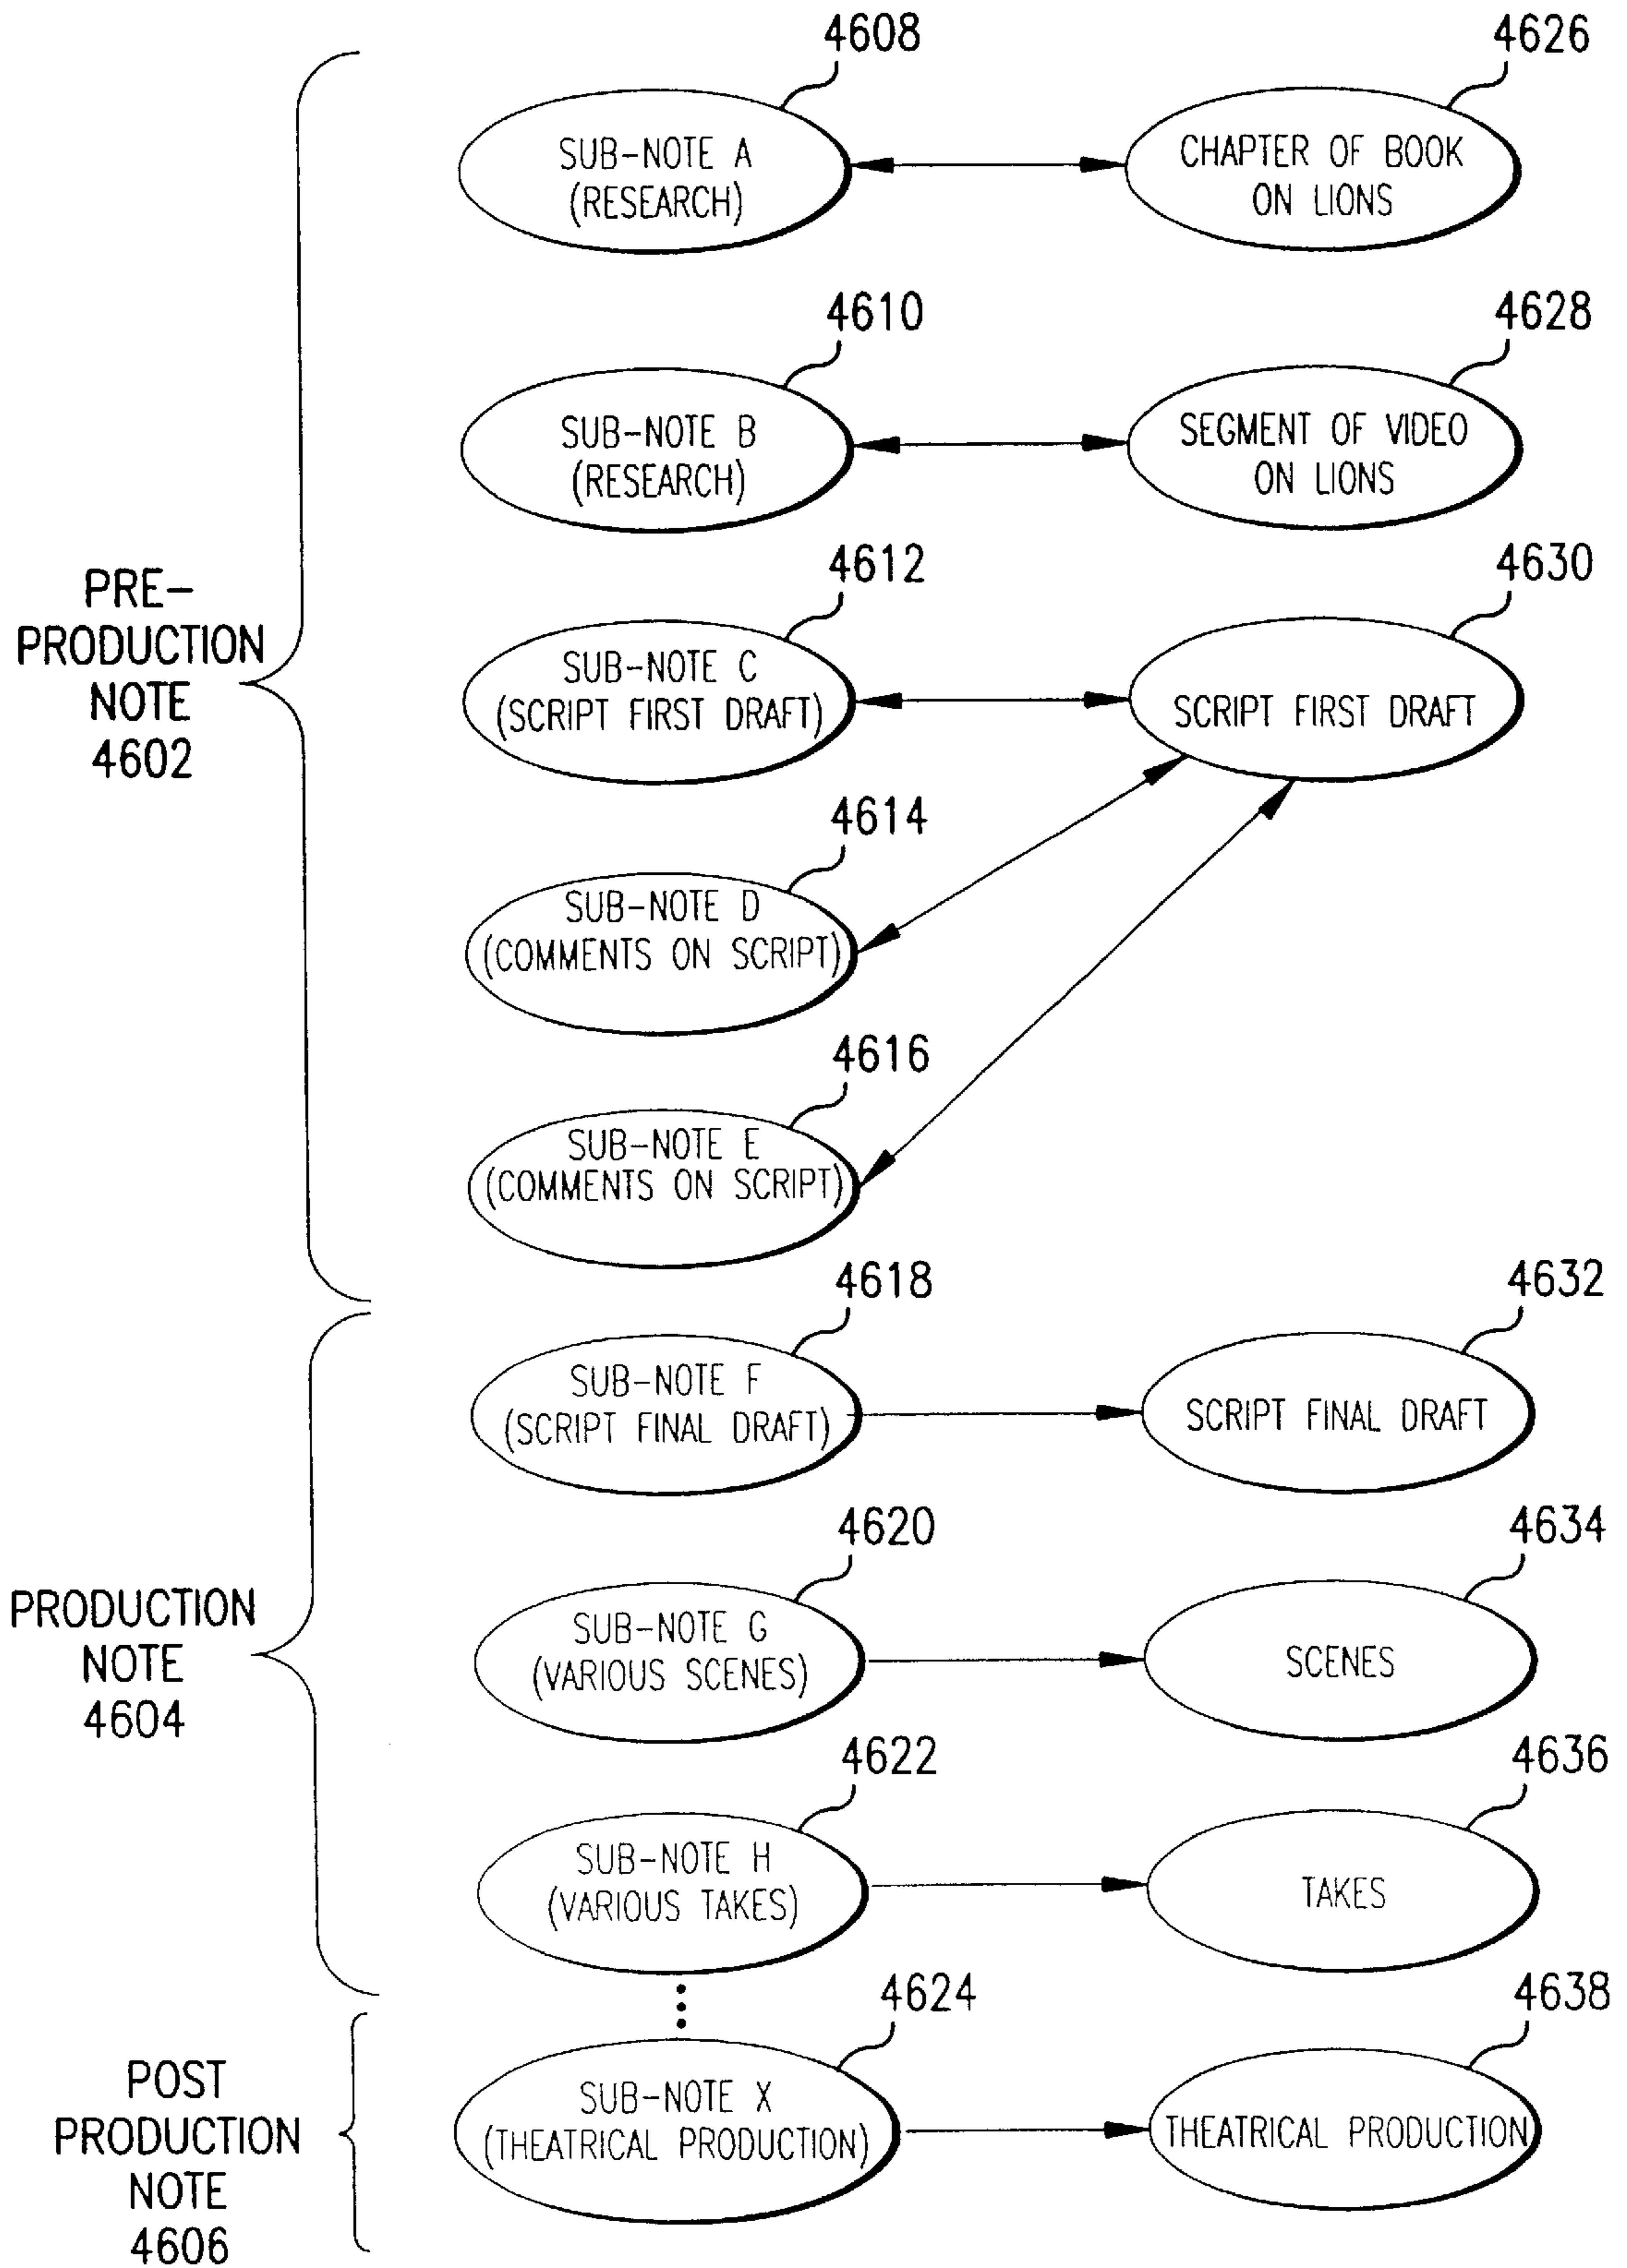 4608
4626
SUB-NOTE A
(RESEARCH)
CHAPTER OF BOOK
ON LIONS
4610
4628
SUB-NOTE B
(RESEARCH)
SEGMENT OF VIDEO
ON LIONS
4612
4630
PRE-
PRODUCTION
NOTE
4602
SUB-NOTE C
(SCRIPT FIRST DRAFT)
SCRIPT FIRST DRAFT
4614
SUB-NOTE D
(COMMENTS ON SCRIPT)
4616
SUB-NOTE E
(COMMENTS ON SCRIPT)
4618
4632
SUB-NOTE F
(SCRIPT FINAL DRAFT)
SCRIPT FINAL DRAFT
4620
4634
PRODUCTION
NOTE
4604
SUB-NOTE G
(VARIOUS SCENES)
SCENES
4622
4636
SUB-NOTE H
(VARIOUS TAKES)
TAKES
4624
4638
POST
PRODUCTION
NOTE
4606
SUB-NOTE X
(THEATRICAL PRODUCTION)
THEATRICAL PRODUCTION